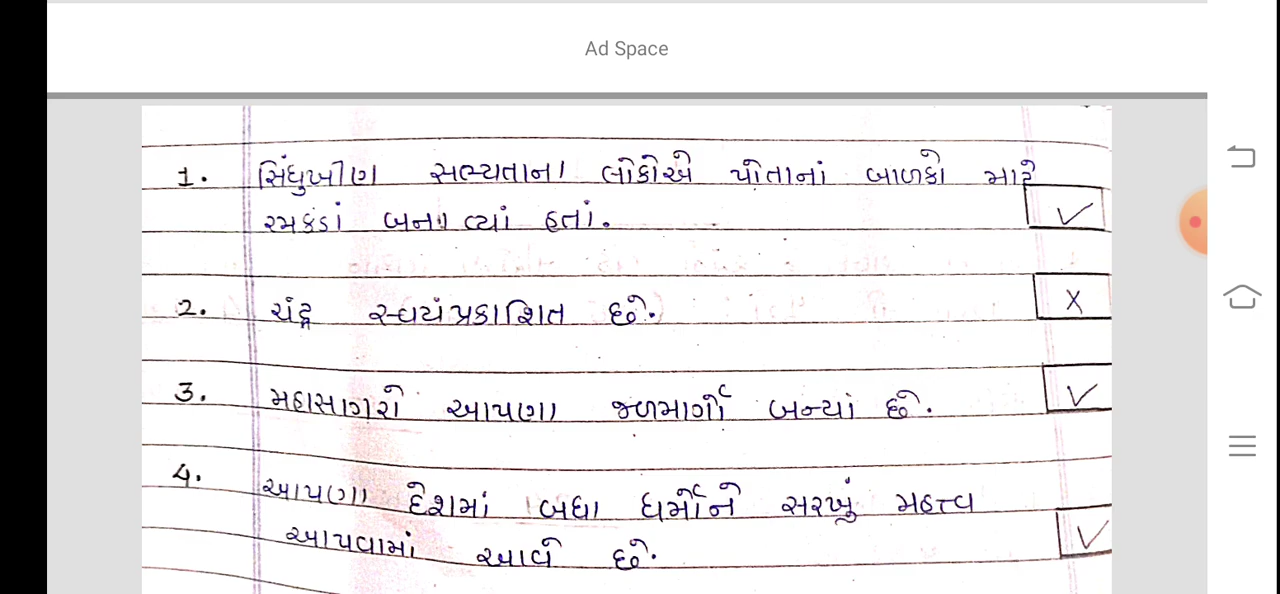 Ad Space
1. સિંધુખીણ સભ્યતાના લોકોએ પોતાનાં બાળકો માટે
રમકડાં બનાવ્યાં હતાં. ✓
2. ચંદ્ર સ્વયંપ્રકાશિત છે. X
3. મહાસાગરો આપણા જળમાર્ગો બન્યાં છે. ✓
4. આપણા દેશમાં બધા ધર્મોને સરખું મહત્ત્વ
આપવામાં આવે છે. ✓